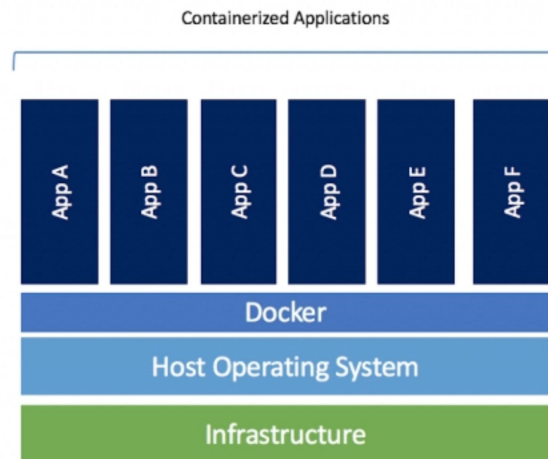 Containerized Applications
App A
App B
App C
App D
App E
App F
Docker
Host Operating System
Infrastructure